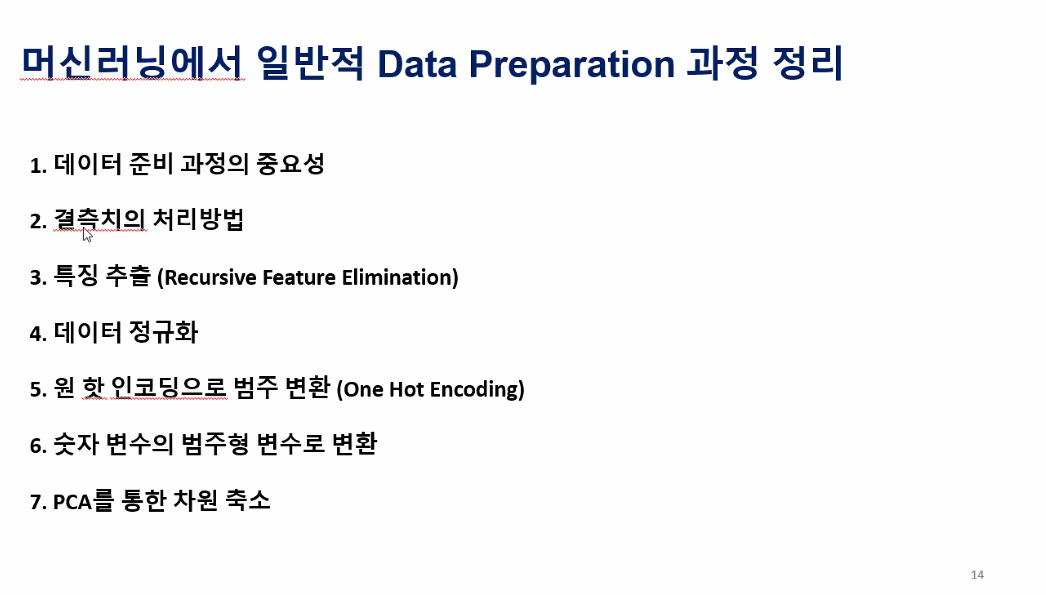 머신러닝에서 일반적 Data Preparation 과정 정리
1. 데이터 준비 과정의 중요성
2. 결측치의 처리방법
3. 특징 추출 (Recursive Feature Elimination)
4. 데이터 정규화
5. 원 핫 인코딩으로 범주 변환 (One Hot Encoding)
6. 숫자 변수의 범주형 변수로 변환
7. PCA를 통한 차원 축소
14